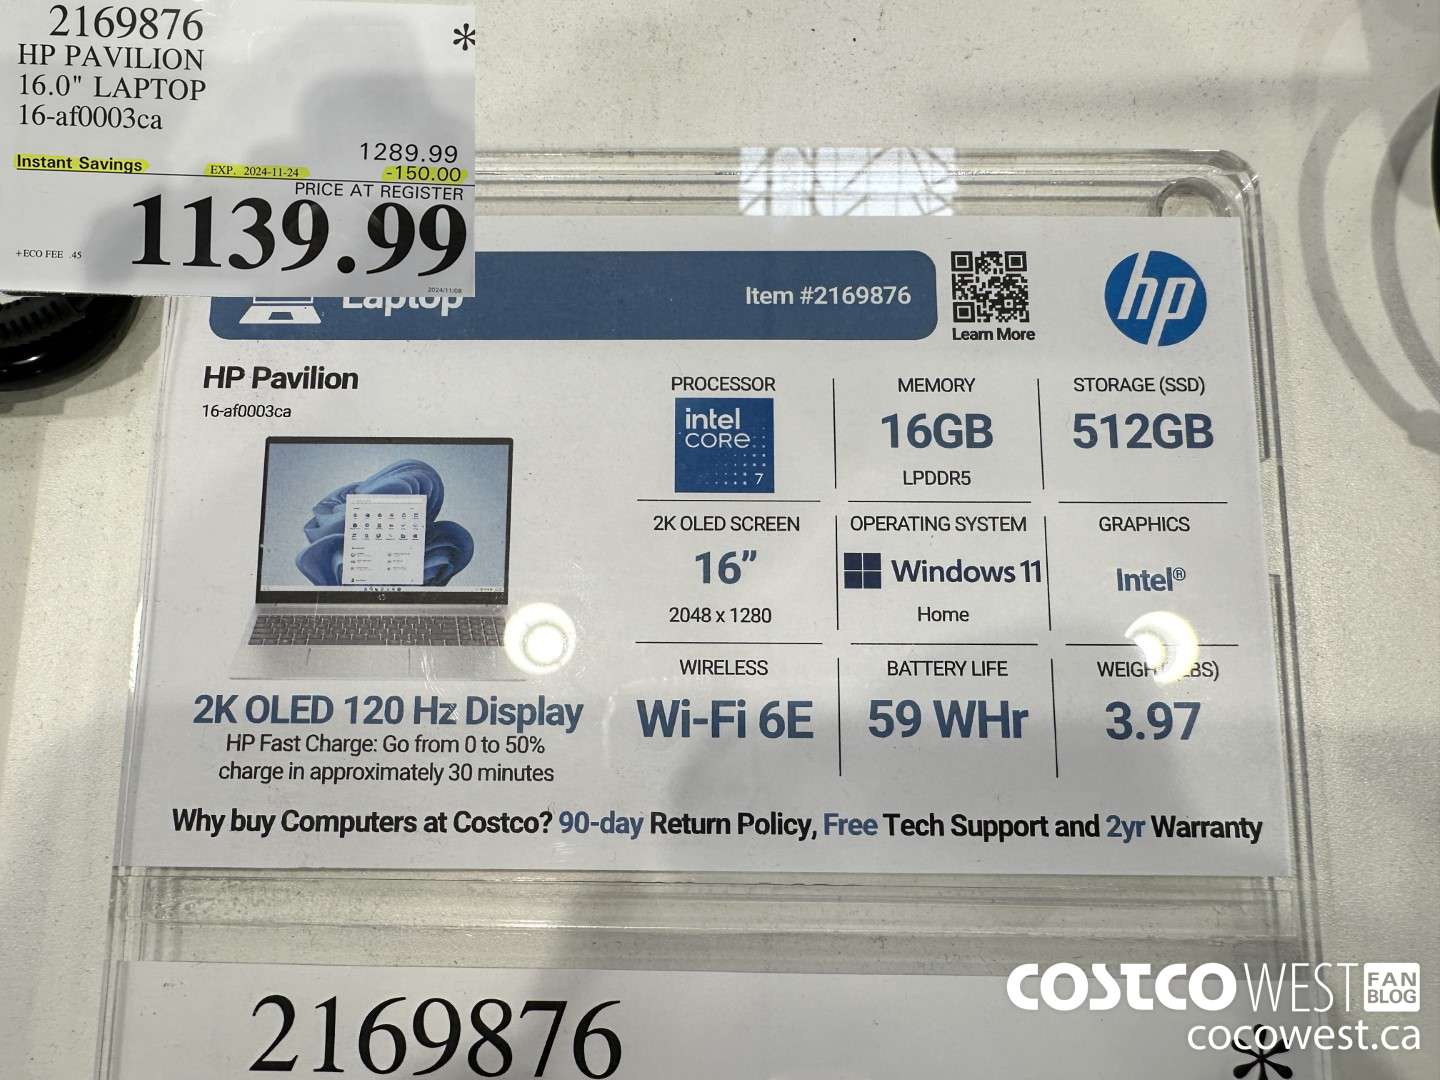 2169876
*
HP PAVILION
16.0" LAPTOP
16-af0003ca
1289.99
Instant Savings EXP. 2024-11-24 -150.00
PRICE AT REGISTER
1139.99
+ECO FEE .45
2024/11/08
Laptop
Item #2169876
Learn More
hp
HP Pavilion
16-af0003ca
PROCESSOR
intel
CORE
7
MEMORY
16GB
LPDDR5
STORAGE (SSD)
512GB
2K OLED SCREEN
16”
2048 x 1280
OPERATING SYSTEM
Windows 11
Home
GRAPHICS
Intel®
WIRELESS
Wi-Fi 6E
BATTERY LIFE
59 WHr
3.97
2K OLED 120 Hz Display
HP Fast Charge: Go from 0 to 50%
charge in approximately 30 minutes
Why buy Computers at Costco? 90-day Return Policy, Free Tech Support and 2yr Warranty
2169876
*
COSTCO WEST FAN BLOG
cocowest.ca